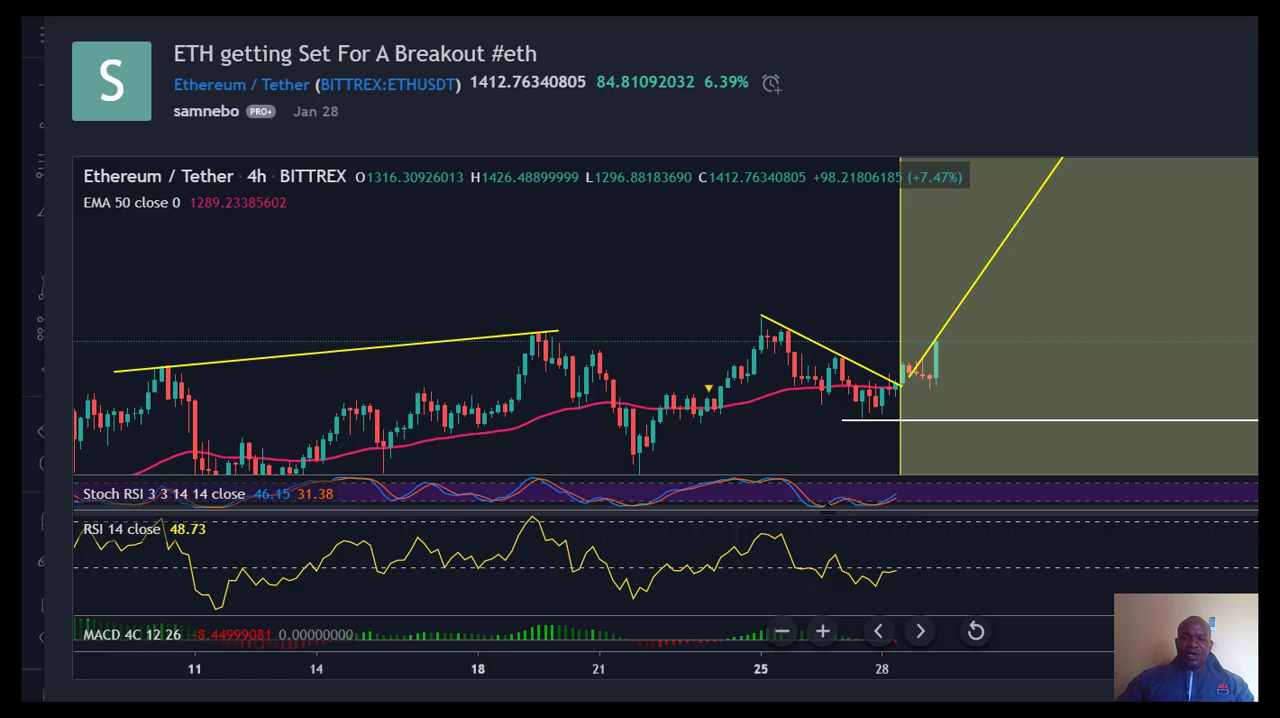 S
ETH getting Set For A Breakout #eth
Ethereum / Tether (BITTREX:ETHUSDT) 1412.76340805 84.81092032 6.39%
samnebo PRO+ Jan 28
Ethereum / Tether · 4h · BITTREX O1316.30926013 H1426.48899999 L1296.88183690 C1412.76340805 +98.21806185 (+7.47%)
EMA 50 close 0 1289.23385602
Stoch RSI 3 3 14 14 close 46.15 31.38
RSI 14 close 48.73
MACD 4C 12 26 -8.44999081 0.00000000
11 14 18 21 25 28